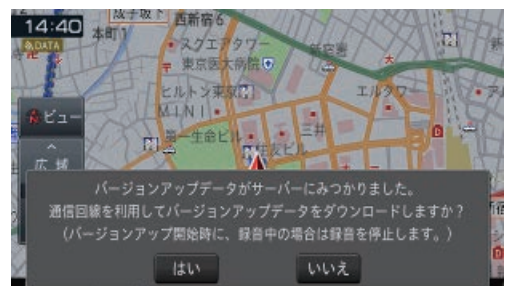 14:40
DATA
成子坂下
西新宿6
本町1
スクエアタワー
新宿署
東京医大病院
ヒルトン東京
エルタワー
MINI
ビュー
第一生命ビル
三井
住友ビル
広域
バージョンアップデータがサーバーにみつかりました。
通信回線を利用してバージョンアップデータをダウンロードしますか?
(バージョンアップ開始時に、録音中の場合は録音を停止します。)
はい
いいえ